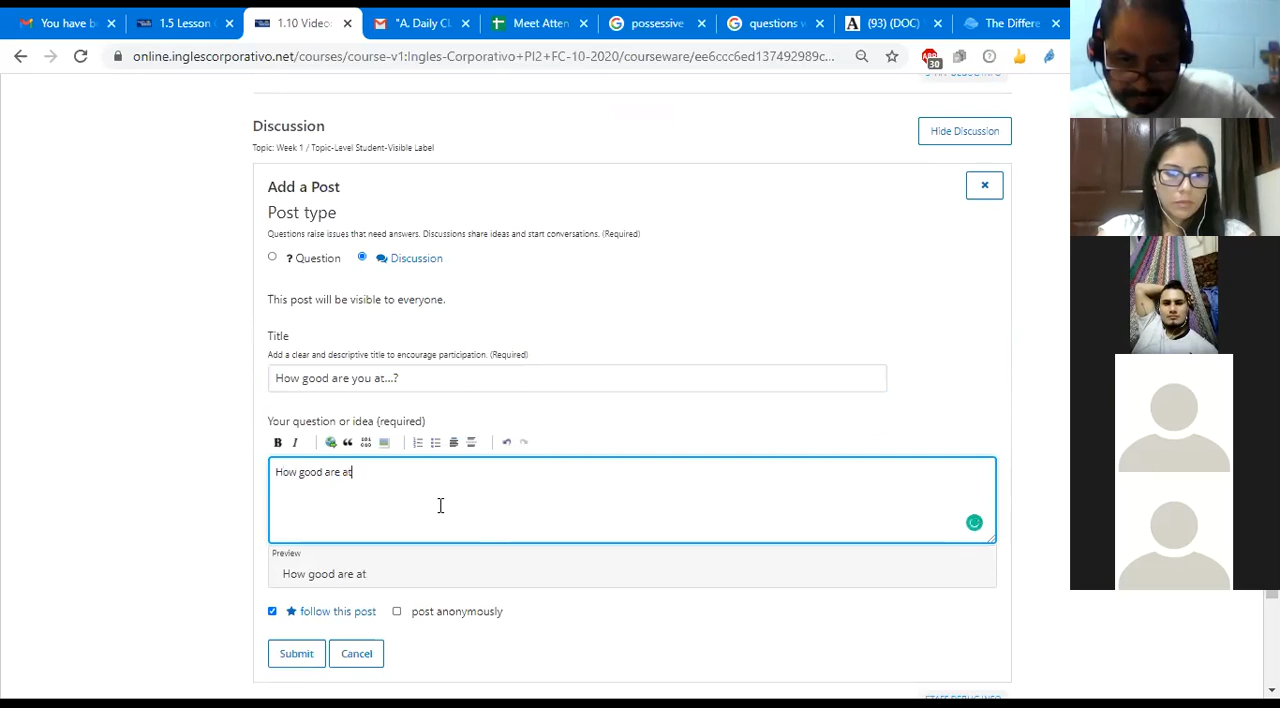 You have b
1.5 Lesson
1.10 Video
"A. Daily Cl
Meet Atten
possessive
questions w
(93) (DOC)
The Differe
online.inglescorporativo.net/courses/course-v1:Ingles-Corporativo+PI2+FC-10-2020/courseware/ee6ccc6ed137492989c...
30
Discussion
Hide Discussion
Topic: Week 1 / Topic-Level Student-Visible Label
Add a Post
Post type
Questions raise issues that need answers. Discussions share ideas and start conversations. (Required)
? Question
Discussion
This post will be visible to everyone.
Title
Add a clear and descriptive title to encourage participation. (Required)
How good are you at...?
Your question or idea (required)
B I
How good are at
Preview
How good are at
follow this post
post anonymously
Submit
Cancel
STAFF DEBUG INFO